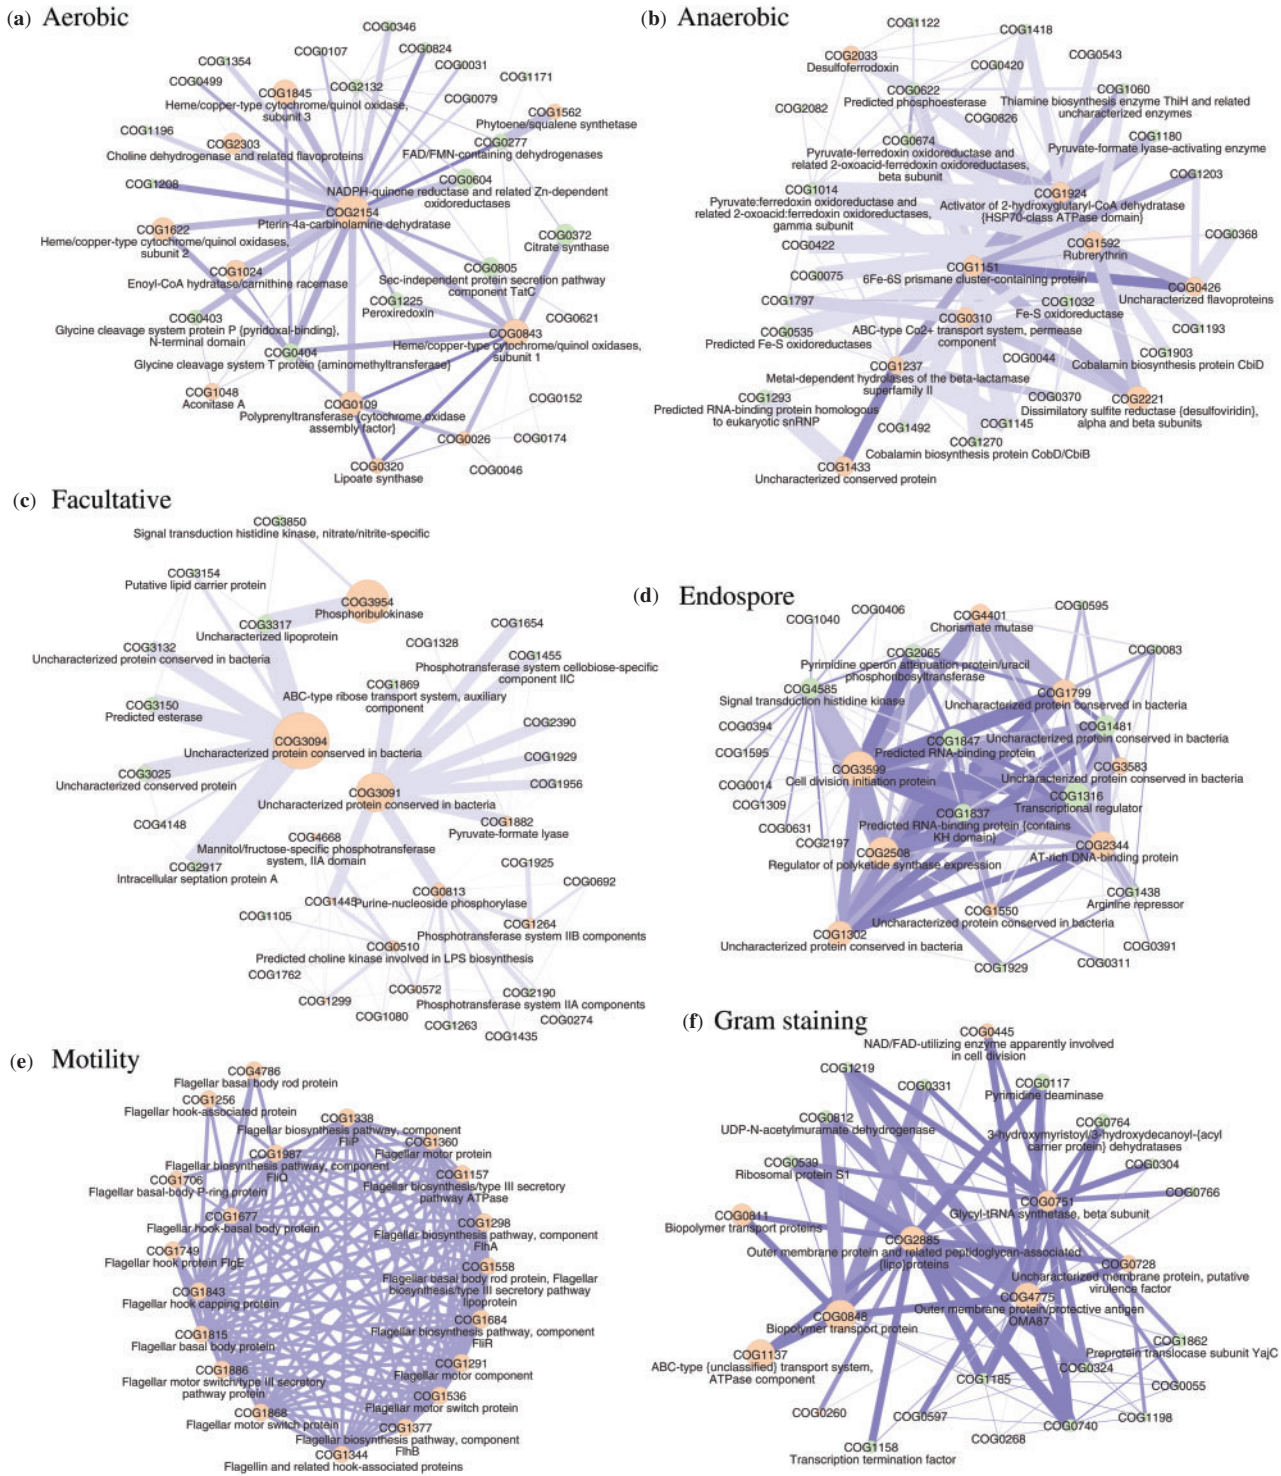 (a) Aerobic
COG0346
COG0824
COG0107
COG0031
COG1354
COG1171
COG0499
COG2132
COG1845
Heme/copper-type cytochrome/quinol oxidase,
subunit 3
COG0079
COG1562
Phytoene/squalene synthetase
COG1196
COG2303
Choline dehydrogenase and related flavoproteins
COG0277
FAD/FMN-containing dehydrogenases
COG1208
COG0604
NADPH-quinone reductase and related Zn-dependent
oxidoreductases
COG2154
Pterin-4a-carbinolamine dehydratase
COG1622
Heme/copper-type cytochrome/quinol oxidases,
subunit 2
COG0372
Citrate synthase
COG1024
Enoyl-CoA hydratase/carnithine racemase
COG0805
Sec-independent protein secretion pathway
component TatC
COG1225
Peroxiredoxin
COG0403
Glycine cleavage system protein P {pyridoxal-binding},
N-terminal domain
COG0621
COG0843
Heme/copper-type cytochrome/quinol oxidases,
subunit 1
COG0404
Glycine cleavage system T protein {aminomethyltransferase}
COG1048
Aconitase A
COG0109
Polyprenyltransferase {cytochrome oxidase
assembly factor}
COG0152
COG0026
COG0174
COG0320
Lipoate synthase
COG0046
(b) Anaerobic
COG1122
COG1418
COG2033
Desulfoferrodoxin
COG0543
COG0420
COG0622
Predicted phosphoesterase
COG1060
Thiamine biosynthesis enzyme ThiH and related
uncharacterized enzymes
COG2082
COG0826
COG0674
Pyruvate-ferredoxin oxidoreductase and
related 2-oxoacid-ferredoxin oxidoreductases,
beta subunit
COG1180
Pyruvate-formate lyase-activating enzyme
COG1203
COG1014
Pyruvate:ferredoxin oxidoreductase and
related 2-oxoacid:ferredoxin oxidoreductases,
gamma subunit
COG1924
Activator of 2-hydroxyglutaryl-CoA dehydratase
{HSP70-class ATPase domain}
COG0368
COG0422
COG1592
Rubrerythrin
COG1151
6Fe-6S prismane cluster-containing protein
COG0075
COG0426
Uncharacterized flavoproteins
COG1797
COG1032
Fe-S oxidoreductase
COG0310
ABC-type Co2+ transport system, permease
component
COG0535
Predicted Fe-S oxidoreductases
COG1193
COG1903
Cobalamin biosynthesis protein CbiD
COG0044
COG1237
Metal-dependent hydrolases of the beta-lactamase
superfamily II
COG1293
Predicted RNA-binding protein homologous
to eukaryotic snRNP
COG0370
COG2221
Dissimilatory sulfite reductase {desulfoviridin},
alpha and beta subunits
COG1492
COG1145
COG1270
Cobalamin biosynthesis protein CobD/CbiB
COG1433
Uncharacterized conserved protein
(c) Facultative
COG3850
Signal transduction histidine kinase, nitrate/nitrite-specific
COG3154
Putative lipid carrier protein
COG3954
Phosphoribulokinase
COG3317
Uncharacterized lipoprotein
COG1654
COG1328
COG3132
Uncharacterized protein conserved in bacteria
COG1455
Phosphotransferase system cellobiose-specific
component IIC
COG1869
ABC-type ribose transport system, auxiliary
component
COG3150
Predicted esterase
COG2390
COG3094
Uncharacterized protein conserved in bacteria
COG1929
COG3025
Uncharacterized conserved protein
COG1956
COG3091
Uncharacterized protein conserved in bacteria
COG4148
COG1882
Pyruvate-formate lyase
COG4668
Mannitol/fructose-specific phosphotransferase
system, IIA domain
COG2917
Intracellular septation protein A
COG1925
COG0692
COG0813
Purine-nucleoside phosphorylase
COG1445
COG1105
COG1264
Phosphotransferase system IIB components
COG0510
Predicted choline kinase involved in LPS biosynthesis
COG1762
COG0572
COG2190
Phosphotransferase system IIA components
COG1299
COG1080
COG1263
COG0274
COG1435
(d) Endospore
COG1040
COG0406
COG4401
Chorismate mutase
COG0595
COG2065
Pyrimidine operon attenuation protein/uracil
phosphoribosyltransferase
COG0083
COG4585
Signal transduction histidine kinase
COG1799
Uncharacterized protein conserved in bacteria
COG0394
COG1481
Uncharacterized protein conserved in bacteria
COG1847
Predicted RNA-binding protein
COG1595
COG3599
Cell division initiation protein
COG3583
Uncharacterized protein conserved in bacteria
COG0014
COG1316
Transcriptional regulator
COG1309
COG1837
Predicted RNA-binding protein {contains
KH domain}
COG0631
COG2197
COG2508
Regulator of polyketide synthase expression
COG2344
AT-rich DNA-binding protein
COG1438
Arginine repressor
COG1550
Uncharacterized protein conserved in bacteria
COG1302
Uncharacterized protein conserved in bacteria
COG0391
COG0311
COG1929
(e) Motility
COG4786
Flagellar basal body rod protein
COG1256
Flagellar hook-associated protein
COG1338
Flagellar biosynthesis pathway, component
FliP
COG1360
Flagellar motor protein
COG1987
Flagellar biosynthesis pathway, component
FliQ
COG1157
Flagellar biosynthesis/type III secretory
pathway ATPase
COG1706
Flagellar basal-body P-ring protein
COG1677
Flagellar hook-basal body protein
COG1298
Flagellar biosynthesis pathway, component
FlhA
COG1749
Flagellar hook protein FlgE
COG1558
Flagellar basal body rod protein, Flagellar
biosynthesis/type III secretory pathway
lipoprotein
COG1843
Flagellar hook capping protein
COG1684
Flagellar biosynthesis pathway, component
FliR
COG1815
Flagellar basal body protein
COG1291
Flagellar motor component
COG1886
Flagellar motor switch/type III secretory
pathway protein
COG1536
Flagellar motor switch protein
COG1868
Flagellar motor switch protein
COG1377
Flagellar biosynthesis pathway, component
FlhB
COG1344
Flagellin and related hook-associated proteins
(f) Gram staining
COG0445
NAD/FAD-utilizing enzyme apparently involved
in cell division
COG1219
COG0331
COG0117
Pyrimidine deaminase
COG0812
UDP-N-acetylmuramate dehydrogenase
COG0764
3-hydroxymyristoyl/3-hydroxydecanoyl-{acyl
carrier protein} dehydratases
COG0539
Ribosomal protein S1
COG0304
COG0766
COG0751
Glycyl-tRNA synthetase, beta subunit
COG0811
Biopolymer transport proteins
COG2885
Outer membrane protein and related peptidoglycan-associated
{lipo}proteins
COG0728
Uncharacterized membrane protein, putative
virulence factor
COG4775
Outer membrane protein/protective antigen
OMA87
COG0848
Biopolymer transport protein
COG1862
Preprotein translocase subunit YajC
COG1137
ABC-type {unclassified} transport system,
ATPase component
COG0324
COG1185
COG0055
COG0260
COG0597
COG1198
COG0740
COG0268
COG1158
Transcription termination factor